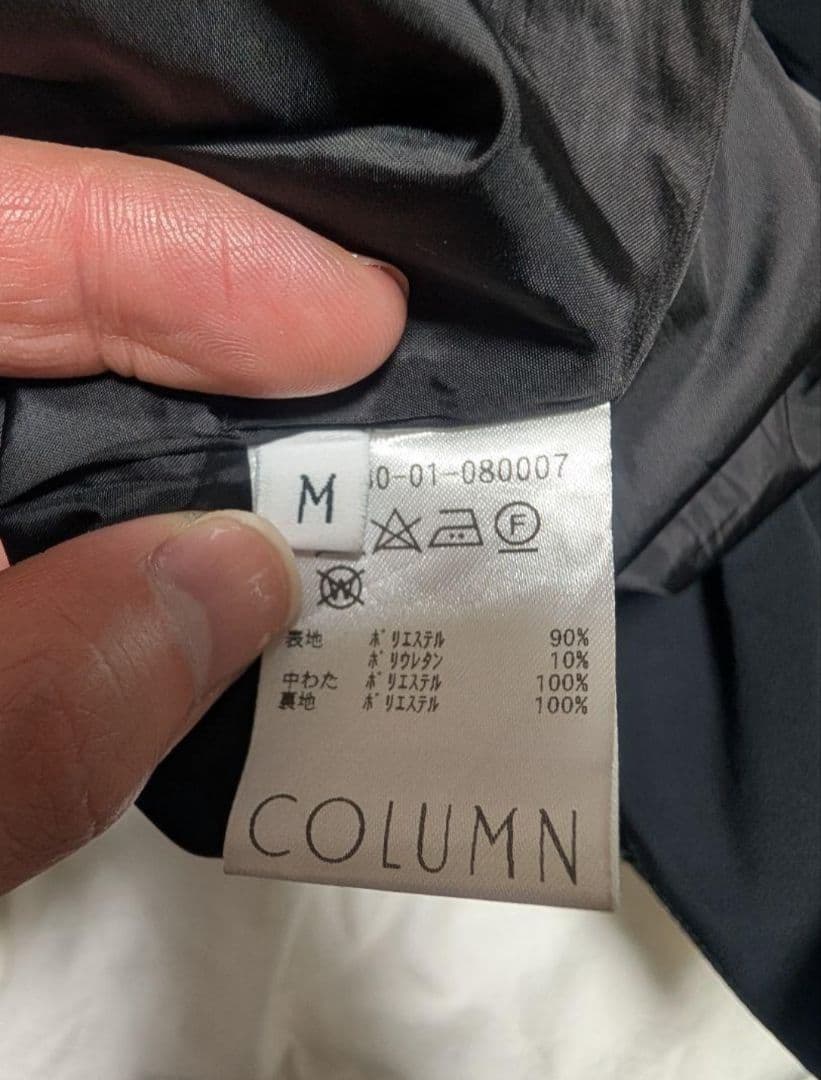 M
0-01-080007
F
W
表地 ポリエステル 90%
ポリウレタン 10%
中わた ポリエステル 100%
裏地 ポリエステル 100%
COLUMN